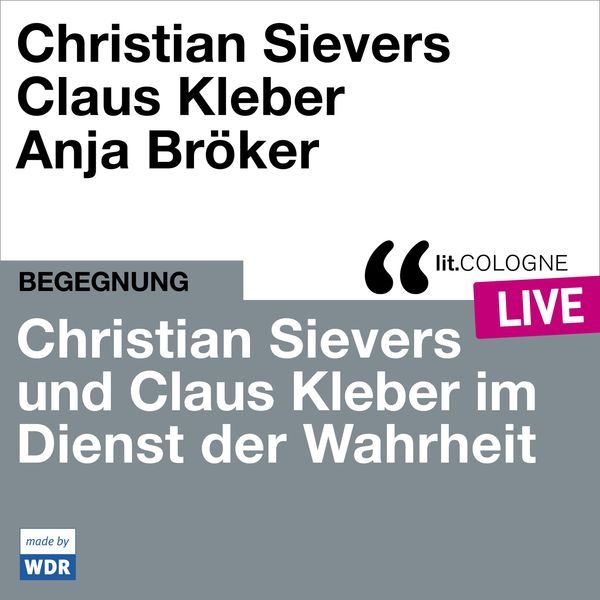 Christian Sievers
Claus Kleber
Anja Bröker
lit.COLOGNE
BEGEGNUNG
LIVE
Christian Sievers
und Claus Kleber im
Dienst der Wahrheit
made by
WDR